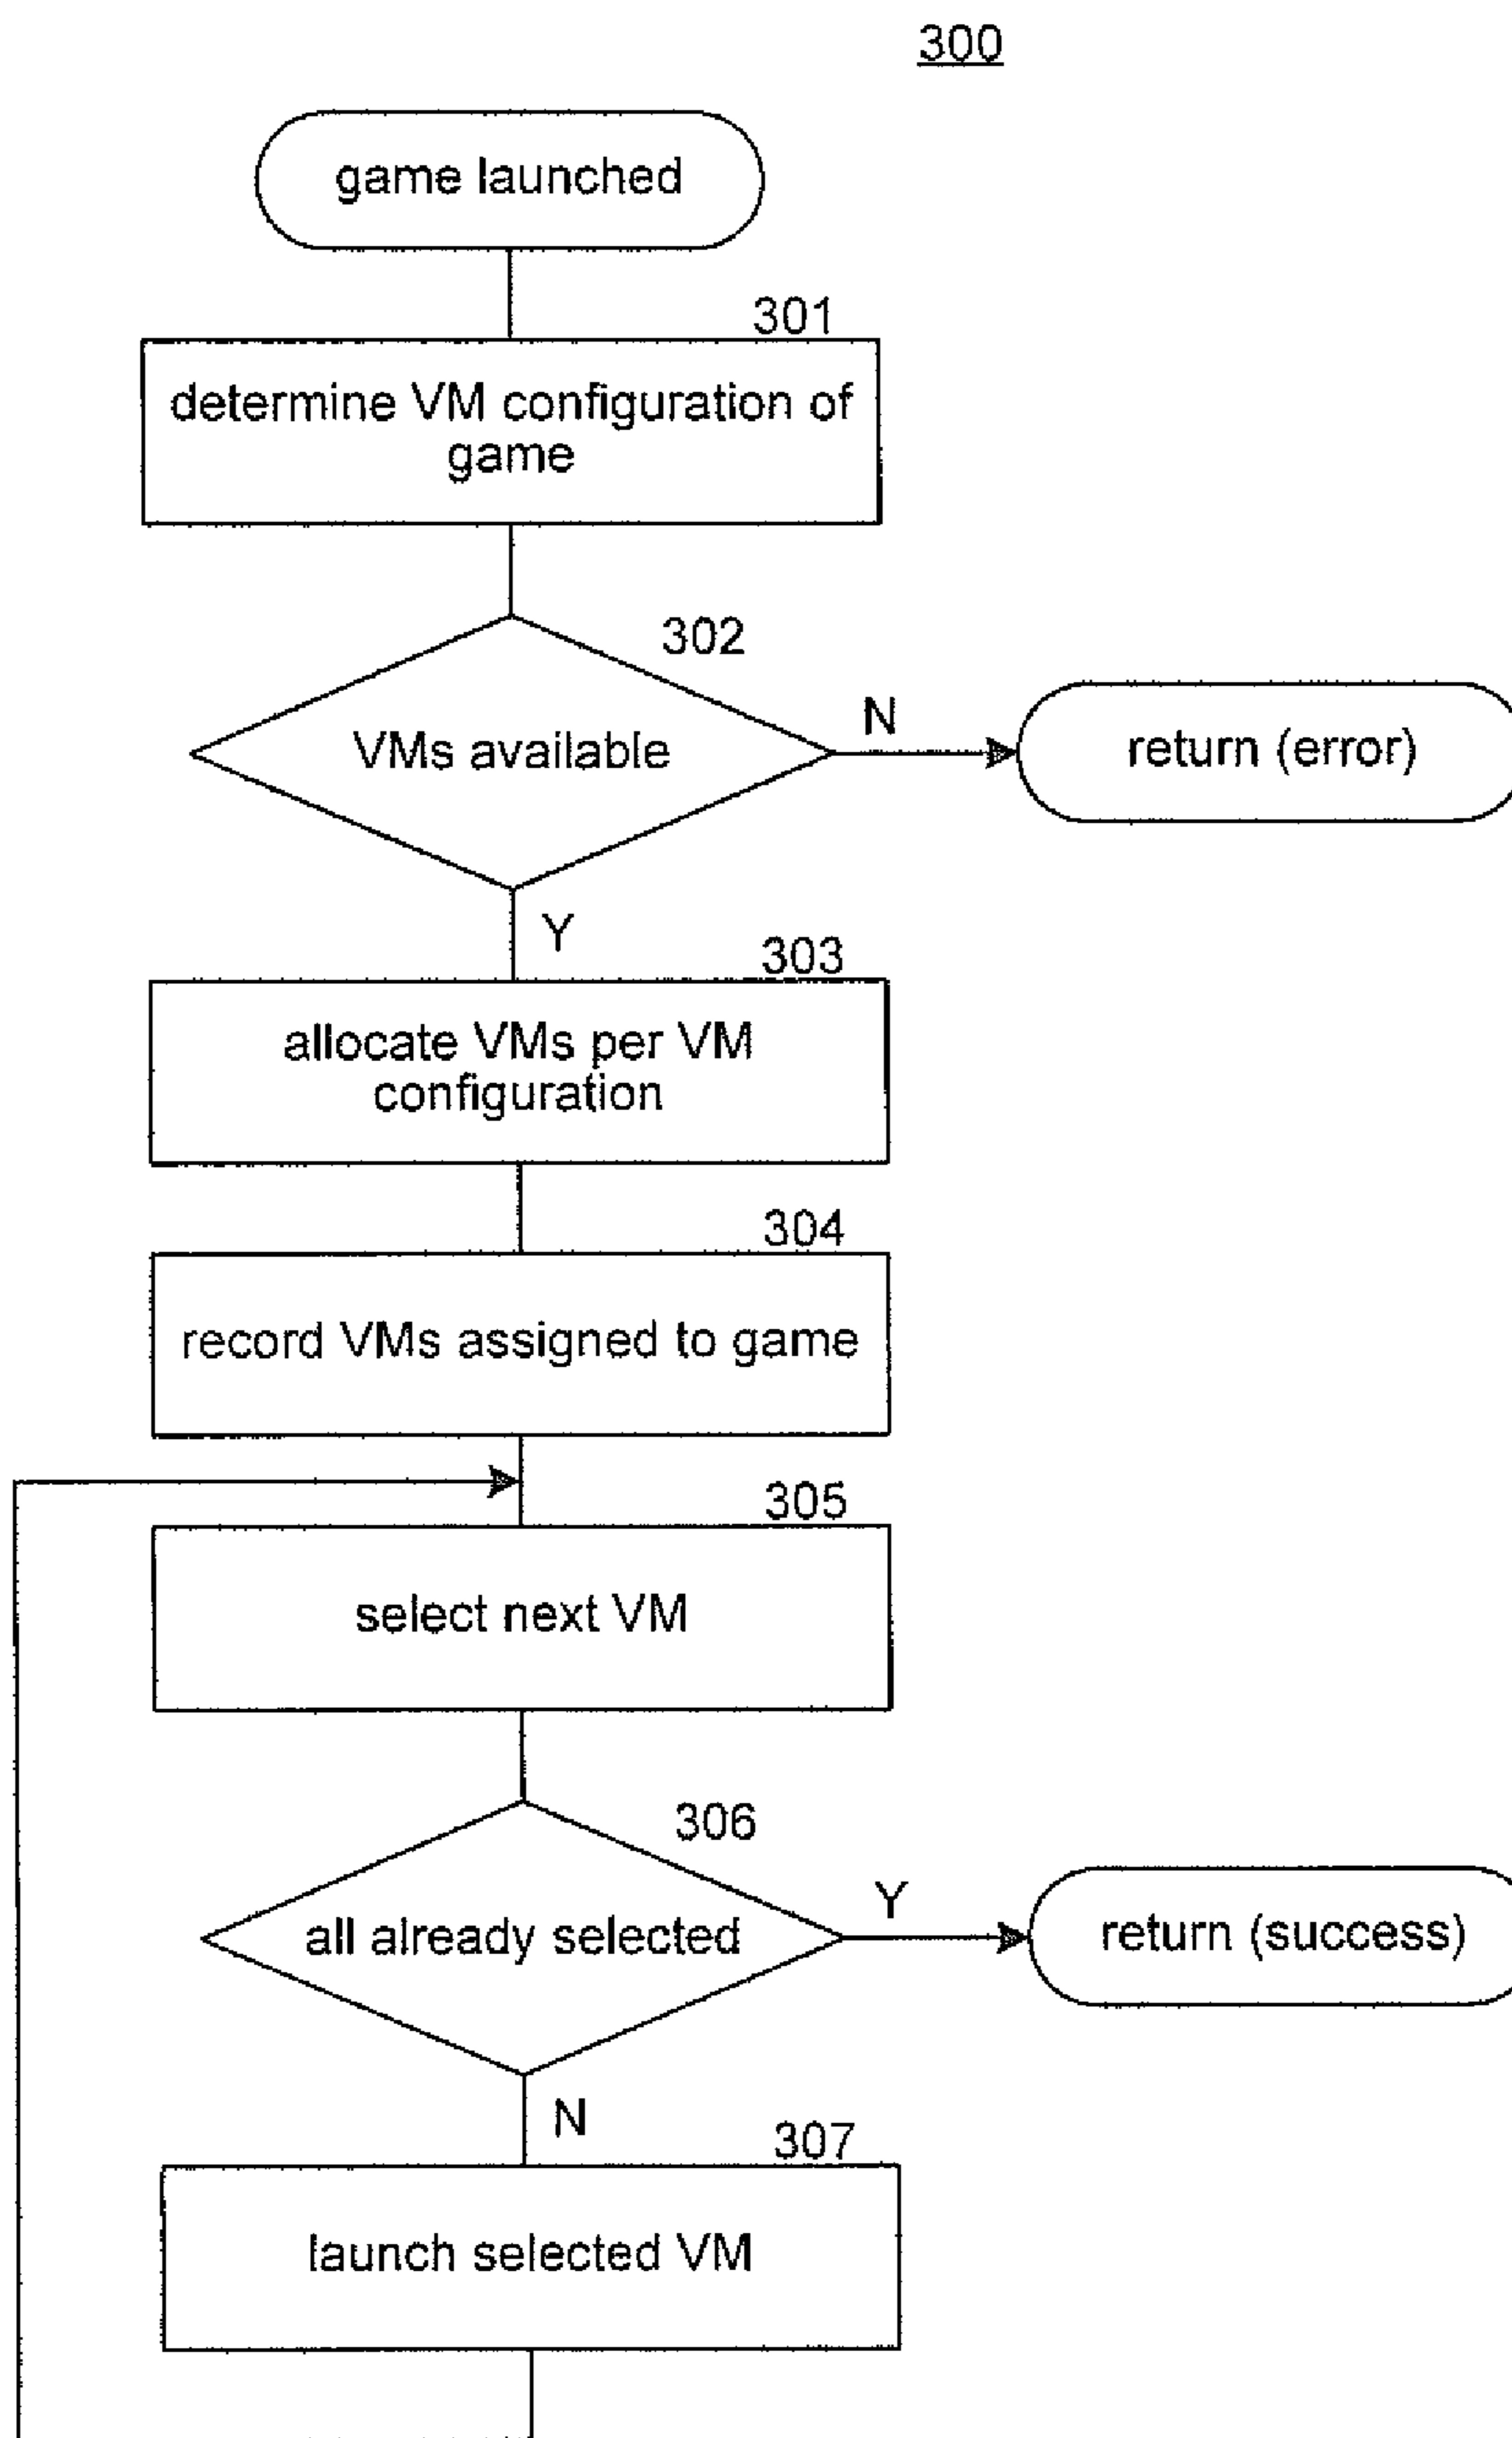 300
game launched
301
determine VM configuration of
game
302
VMs available
N
return (error)
Y
303
allocate VMs per VM
configuration
304
record VMs assigned to game
305
select next VM
306
all already selected
Y
return (success)
N
307
launch selected VM